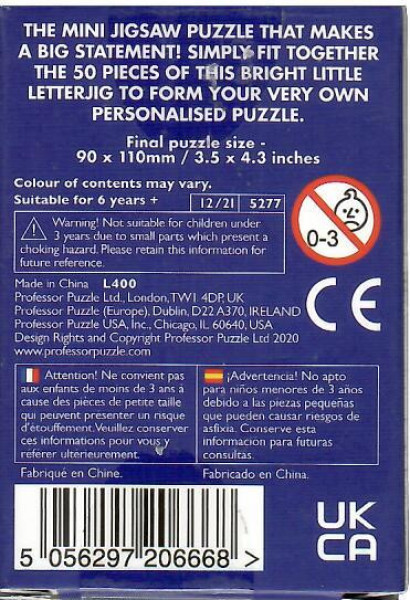 THE MINI JIGSAW PUZZLE THAT MAKES
A BIG STATEMENT! SIMPLY FIT TOGETHER
THE 50 PIECES OF THIS BRIGHT LITTLE
LETTERJIG TO FORM YOUR VERY OWN
PERSONALISED PUZZLE.
Final puzzle size -
90 x 110mm / 3.5 x 4.3 inches
Colour of contents may vary.
Suitable for 6 years +
12/21 5277
Warning! Not suitable for children under
3 years due to small parts which present a
choking hazard. Please retain this information for
future reference.
0-3
Made in China L400
Professor Puzzle Ltd., London, TW1 4DP, UK
Professor Puzzle (Europe), Dublin, D22 A370, IRELAND
Professor Puzzle USA, Inc., Chicago, IL 60640, USA
Design Rights and Copyright Professor Puzzle Ltd 2020
www.professorpuzzle.com
CE
Attention! Ne convient pas
aux enfants de moins de 3 ans à
cause des pièces de petite taille
qui peuvent présenter un risque
d'étouffement. Veuillez conserver
ces informations pour vous y
référer ultérieurement.
Fabriqué en Chine.
¡Advertencia! No apto
para niños menores de 3 años
debido a las piezas pequeñas
que pueden causar riesgos de
asfixia. Conserve esta
informacion para futuras
consultas.
Fabricado en China.
5 056297 206668 >
UK
CA